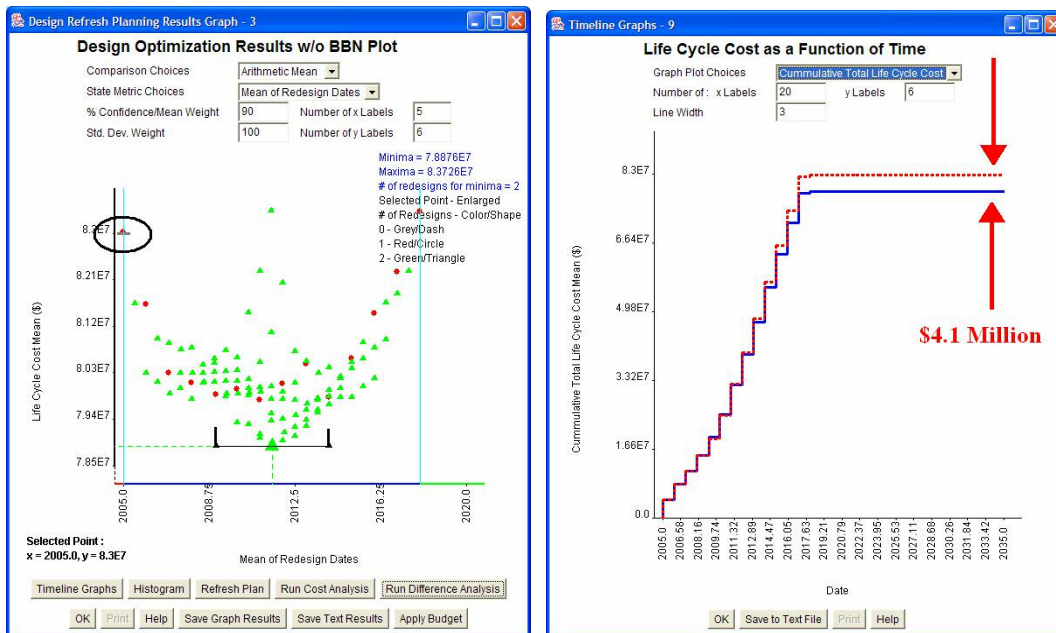 Design Refresh Planning Results Graph - 3
Design Optimization Results w/o BBN Plot
Comparison Choices Arithmetic Mean
State Metric Choices Mean of Redesign Dates
% Confidence/Mean Weight 90 Number of x Labels 5
Std. Dev. Weight 100 Number of y Labels 6
Minima = 7.8876E7
Maxima = 8.3726E7
# of redesigns for minima = 2
Selected Point - Enlarged
# of Redesigns - Color/Shape
0 - Grey/Dash
1 - Red/Circle
2 - Green/Triangle
8.3E7
8.21E7
8.12E7
8.03E7
7.94E7
7.85E7
Life Cycle Cost Mean ($)
2005.0
2008.75
2012.5
2016.25
2020.0
Selected Point :
x = 2005.0, y = 8.3E7
Mean of Redesign Dates
Timeline Graphs Histogram Refresh Plan Run Cost Analysis Run Difference Analysis
OK Print Help Save Graph Results Save Text Results Apply Budget
Timeline Graphs - 9
Life Cycle Cost as a Function of Time
Graph Plot Choices Cummulative Total Life Cycle Cost
Number of : x Labels 20 y Labels 6
Line Width 3
8.3E7
6.64E7
4.98E7
3.32E7
1.66E7
0.0
Cummulative Total Life Cycle Cost Mean ($)
$4.1 Million
2005.0
2006.58
2008.16
2009.74
2011.32
2012.89
2014.47
2016.05
2017.63
2019.21
2020.79
2022.37
2023.95
2025.53
2027.11
2028.68
2030.26
2031.84
2033.42
2035.0
Date
OK Save to Text File Print Help